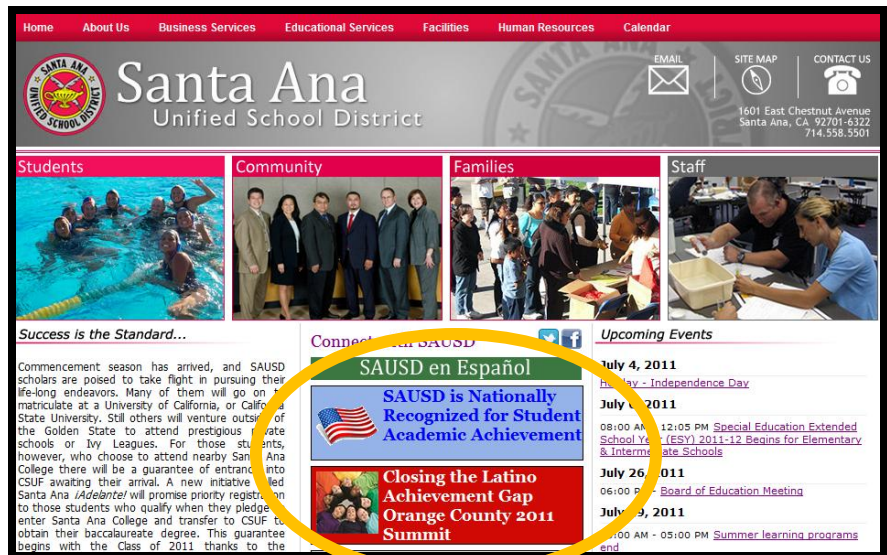 Home About Us Business Services Educational Services Facilities Human Resources Calendar
SANTA ANA
UNIFIED SCHOOL DISTRICT
Santa Ana
Unified School District
EMAIL SITE MAP CONTACT US
1601 East Chestnut Avenue
Santa Ana, CA 92701-6322
714.558.5501
Students Community Families Staff
Success is the Standard...
Commencement season has arrived, and SAUSD
scholars are poised to take flight in pursuing their
life-long endeavors. Many of them will go on
matriculate at a University of California, or
State University. Still others will venture outside
the Golden State to attend prestigious
schools or Ivy Leagues. For those
however, who choose to attend nearby Santa Ana
College there will be a guarantee of entrance into
CSUF awaiting their arrival. A new initiative called
Santa Ana ¡Adelante! will promise priority registration
to those students who qualify when they pledge
enter Santa Ana College and transfer to CSUF to
obtain their baccalaureate degree. This guarantee
begins with the Class of 2011 thanks to the
Connect with SAUSD
SAUSD en Español
SAUSD is Nationally
Recognized for Student
Academic Achievement
Closing the Latino
Achievement Gap
Orange County 2011
Summit
Upcoming Events
July 4, 2011
Holiday - Independence Day
July 2011
08:00 AM - 12:05 PM Special Education Extended
School Year (ESY) 2011-12 Begins for Elementary
& Intermediate Schools
July 26, 2011
06:00 - Board of Education Meeting
July 2011
AM - 05:00 PM Summer learning programs
end